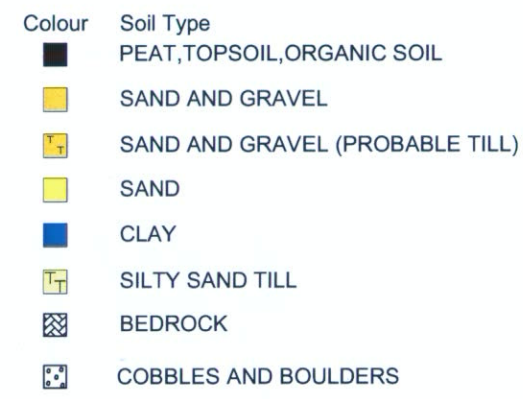 Colour Soil Type
PEAT,TOPSOIL,ORGANIC SOIL
SAND AND GRAVEL
T T SAND AND GRAVEL (PROBABLE TILL)
SAND
CLAY
T T SILTY SAND TILL
BEDROCK
COBBLES AND BOULDERS